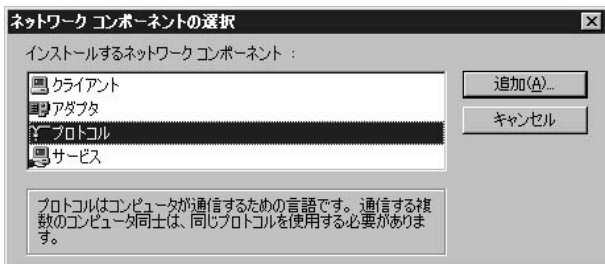 ネットワーク コンポーネントの選択
インストールするネットワーク コンポーネント :
クライアント
アダプタ
プロトコル
サービス
追加(A)...
キャンセル
プロトコルはコンピュータが通信するための言語です。通信する複
数のコンピュータ同士は、同じプロトコルを使用する必要がありま
す。